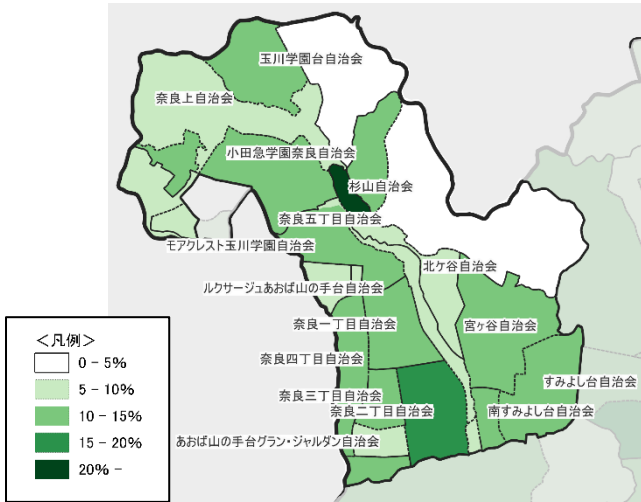 玉川学園台自治会
奈良上自治会
小田急学園奈良自治会
杉山自治会
奈良五丁目自治会
モアクレスト玉川学園自治会
北ケ谷自治会
ルクサージュあおば山の手台自治会
奈良一丁目自治会
宮ヶ谷自治会
奈良四丁目自治会
すみよし台自治会
奈良三丁目自治会
奈良二丁目自治会
南すみよし台自治会
あおば山の手台グラン・ジャルダン自治会
＜凡例＞
0 - 5%
5 - 10%
10 - 15%
15 - 20%
20% -